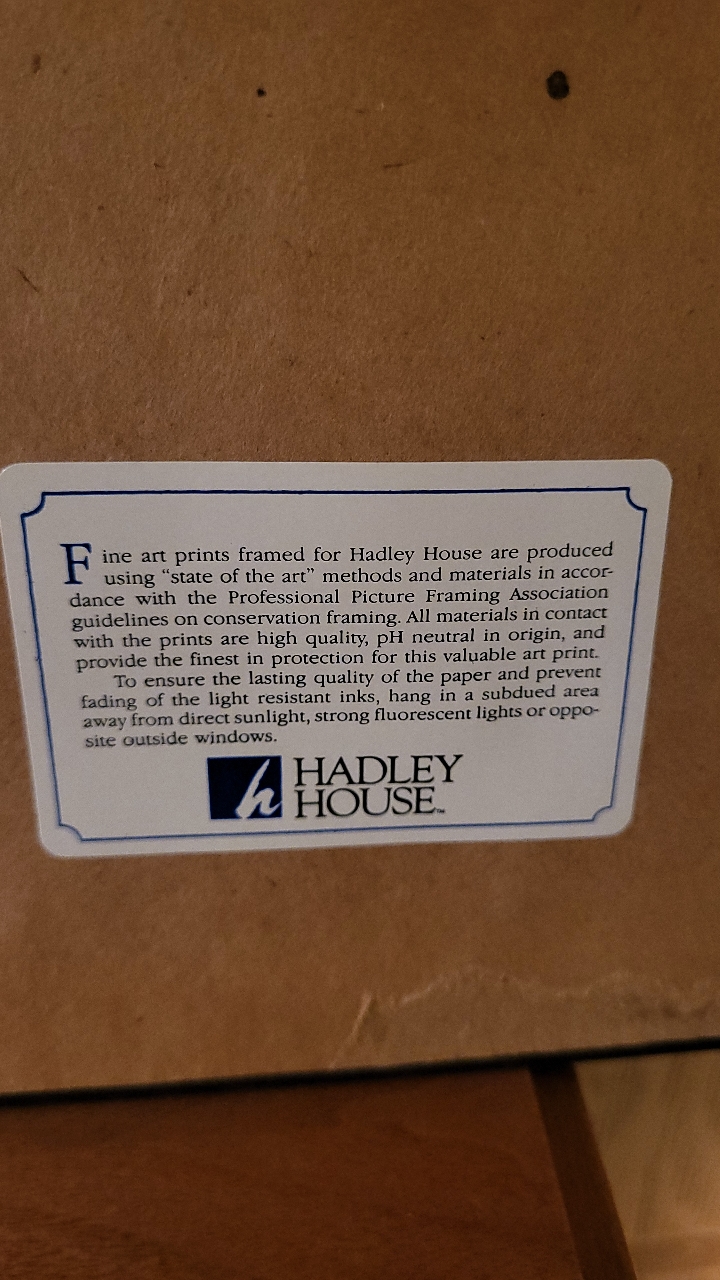 Fine art prints framed for Hadley House are produced
using “state of the art” methods and materials in accor-
dance with the Professional Picture Framing Association
guidelines on conservation framing. All materials in contact
with the prints are high quality, pH neutral in origin, and
provide the finest in protection for this valuable art print.
To ensure the lasting quality of the paper and prevent
fading of the light resistant inks, hang in a subdued area
away from direct sunlight, strong fluorescent lights or oppo-
site outside windows.
h HADLEY
HOUSE™